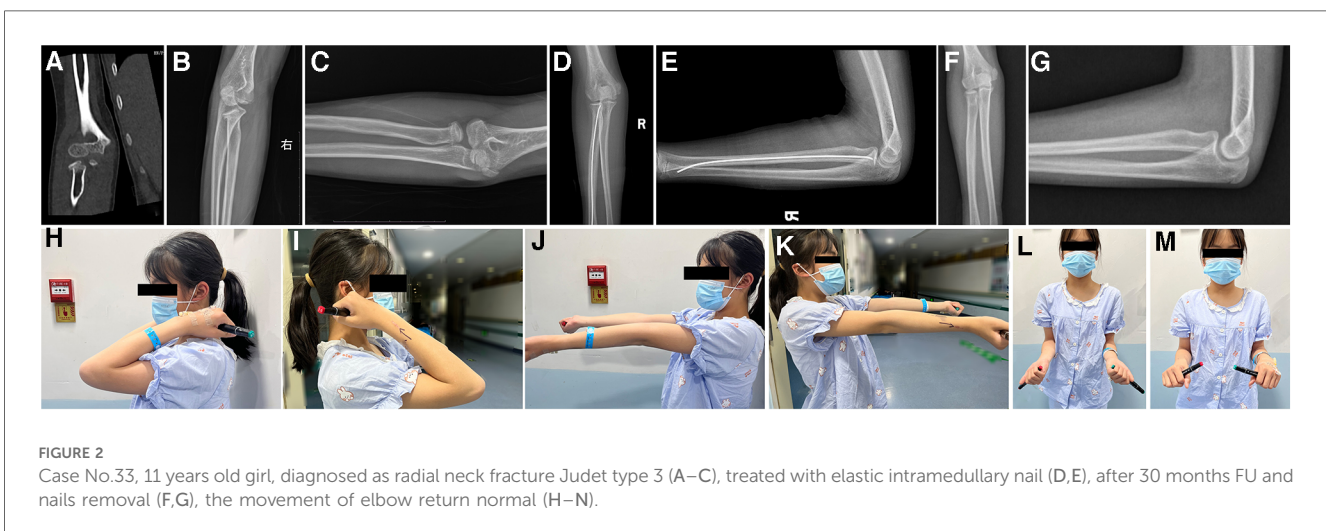 A B C D E F G
右
R
R
H I J K L M
FIGURE 2
Case No.33, 11 years old girl, diagnosed as radial neck fracture Judet type 3 (A–C), treated with elastic intramedullary nail (D,E), after 30 months FU and
nails removal (F,G), the movement of elbow return normal (H–N).